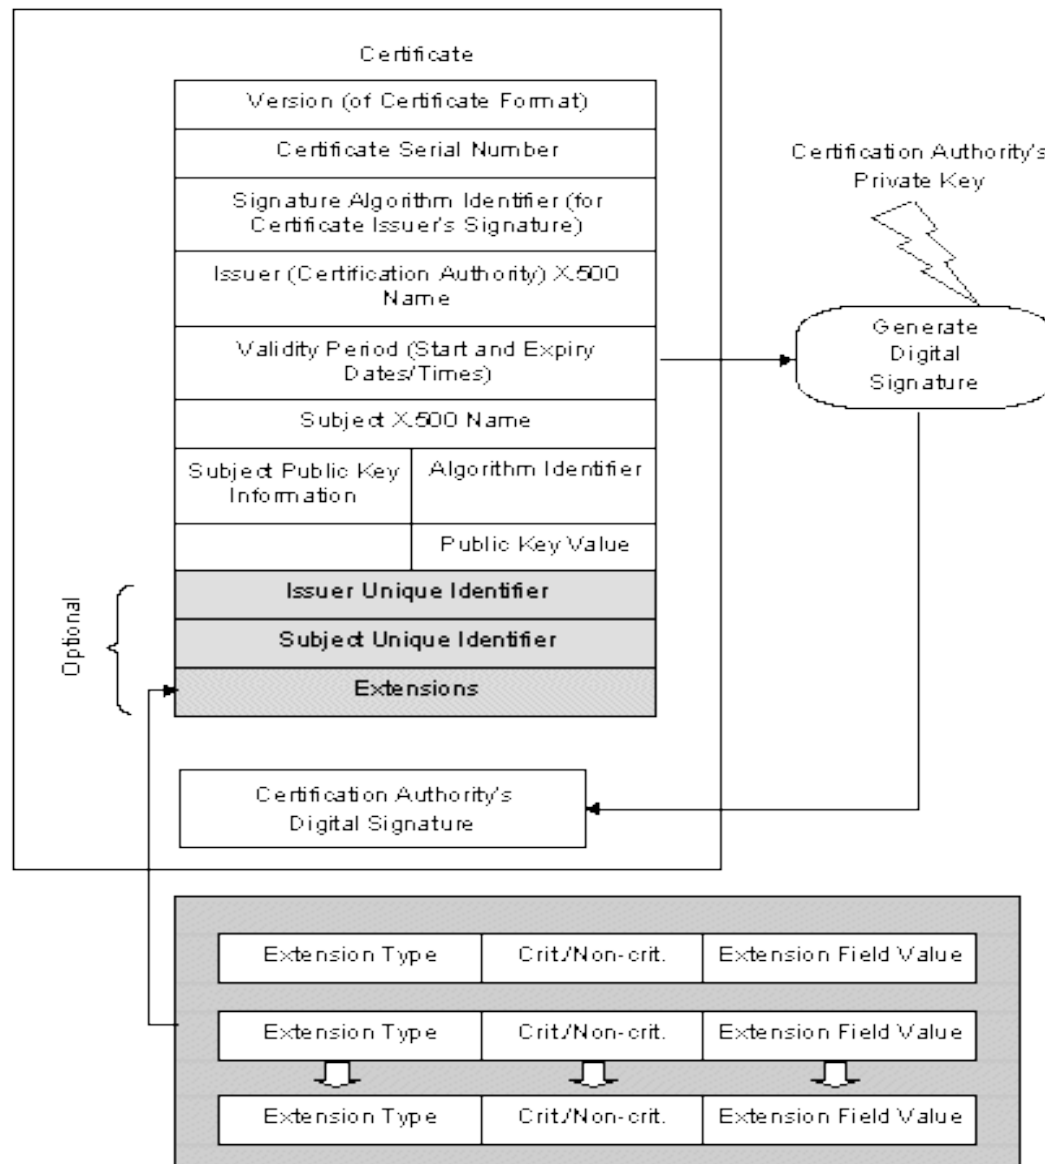 Certificate
Version (of Certificate Format)
Certificate Serial Number
Signature Algorithm Identifier (for
Certificate Issuer's Signature)
Issuer (Certification Authority) X.500
Name
Validity Period (Start and Expiry
Dates/Times)
Subject X.500 Name
Subject Public Key
Information
Algorithm Identifier
Public Key Value
Optional
Issuer Unique Identifier
Subject Unique Identifier
Extensions
Certification Authority's
Digital Signature
Certification Authority's
Private Key
Generate
Digital
Signature
Extension Type
Crit./Non-crit.
Extension Field Value
Extension Type
Crit./Non-crit.
Extension Field Value
Extension Type
Crit./Non-crit.
Extension Field Value